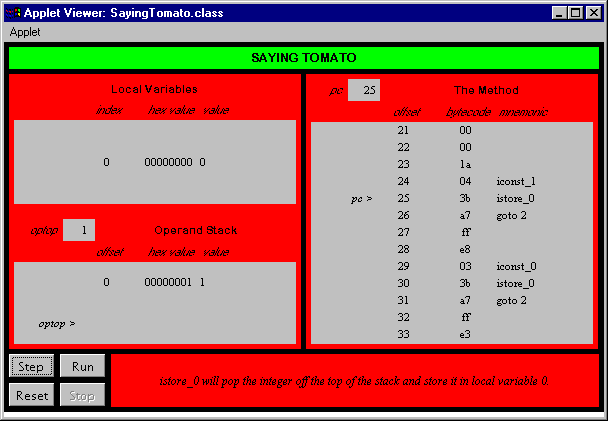 Applet Viewer: SayingTomato.class
Applet
SAYING TOMATO
Local Variables
index hex value value
0 00000000 0
optop 1 Operand Stack
offset hex value value
0 00000001 1
optop >
pc 25 The Method
offset bytecode mnemonic
21 00
22 00
23 1a
24 04 iconst_1
pc > 25 3b istore_0
26 a7 goto 2
27 ff
28 e8
29 03 iconst_0
30 3b istore_0
31 a7 goto 2
32 ff
33 e3
Step Run
Reset Stop
istore_0 will pop the integer off the top of the stack and store it in local variable 0.